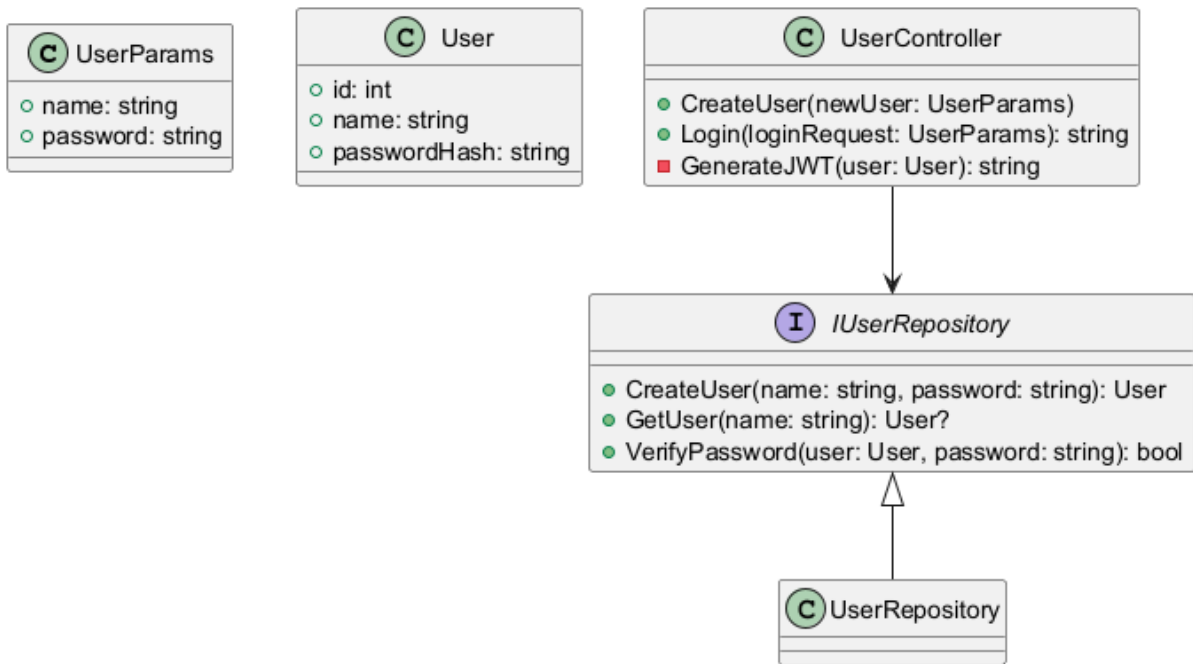 C UserParams
name: string
password: string
C User
id: int
name: string
passwordHash: string
C UserController
CreateUser(newUser: UserParams)
Login(loginRequest: UserParams): string
GenerateJWT(user: User): string
I IUserRepository
CreateUser(name: string, password: string): User
GetUser(name: string): User?
VerifyPassword(user: User, password: string): bool
C UserRepository